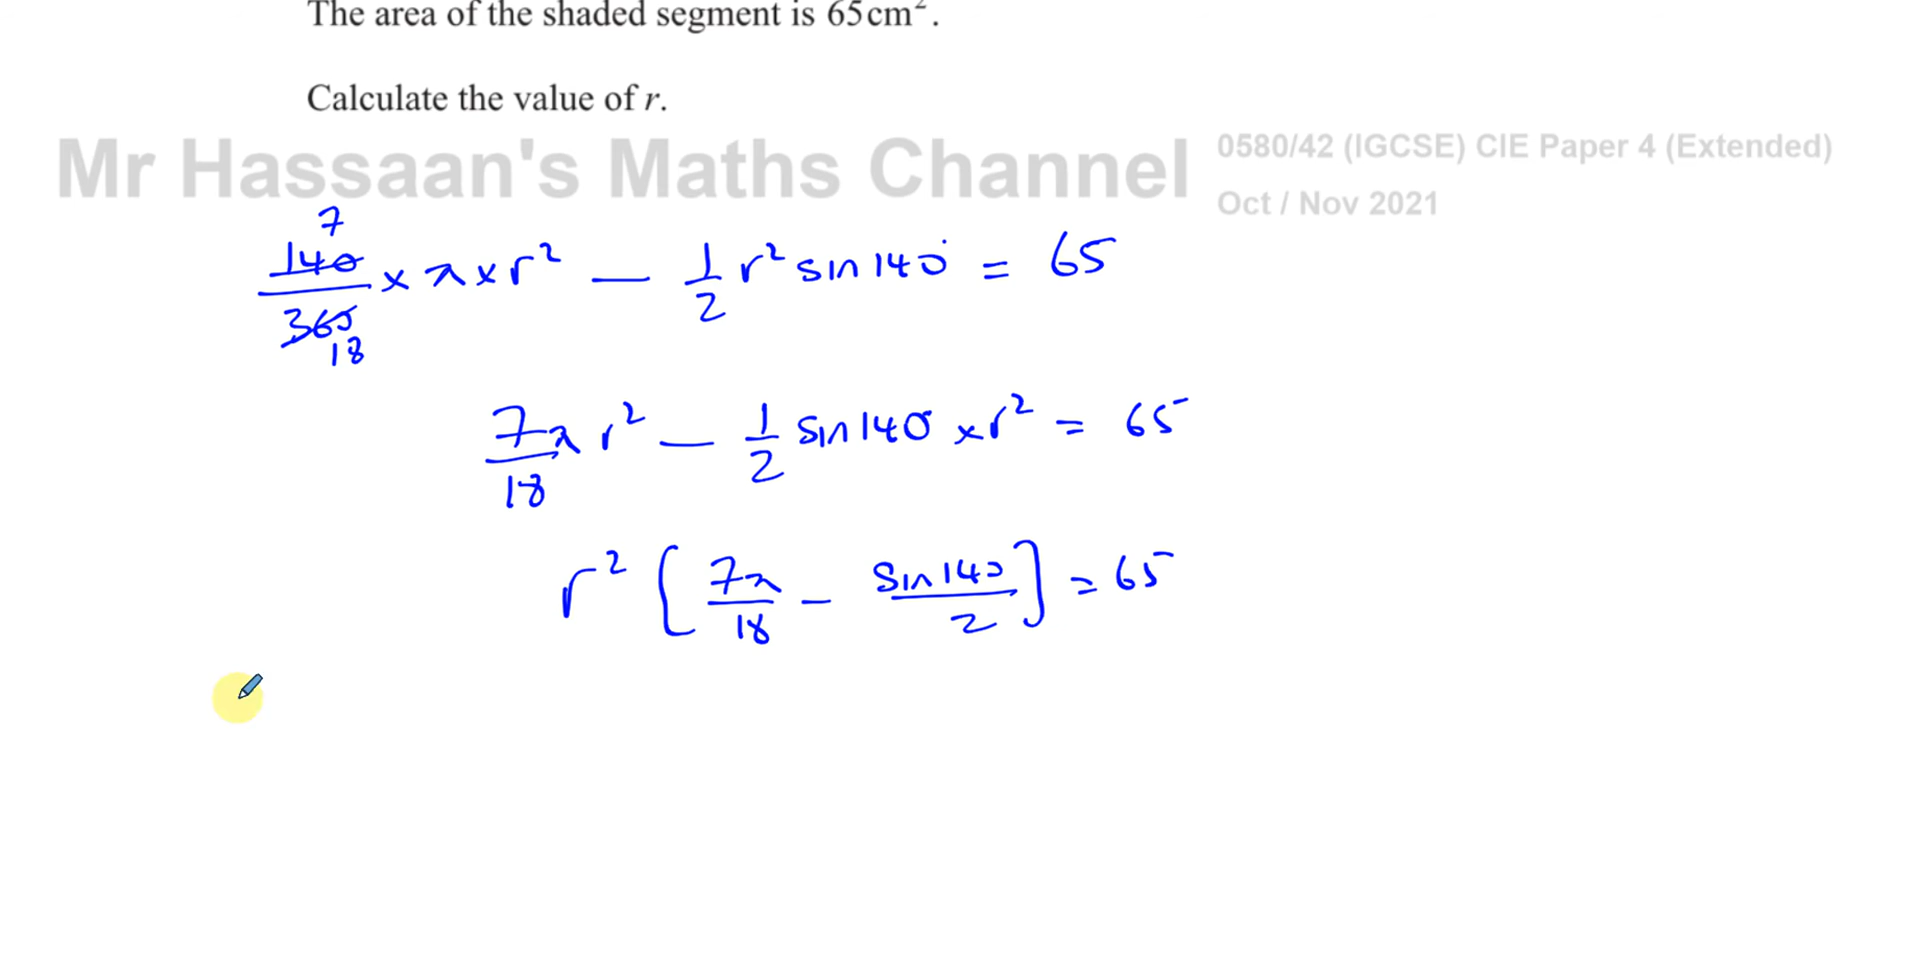 The area of the shaded segment is 65 cm².
Calculate the value of r.
Mr Hassaan's Maths Channel
0580/42 (IGCSE) CIE Paper 4 (Extended)
Oct / Nov 2021
7
140/360 × π × r² — 1/2 r² sin 140° = 65
18
7π/18 r² — 1/2 sin 140 × r² = 65
r² [ 7π/18 - sin 140/2 ] = 65